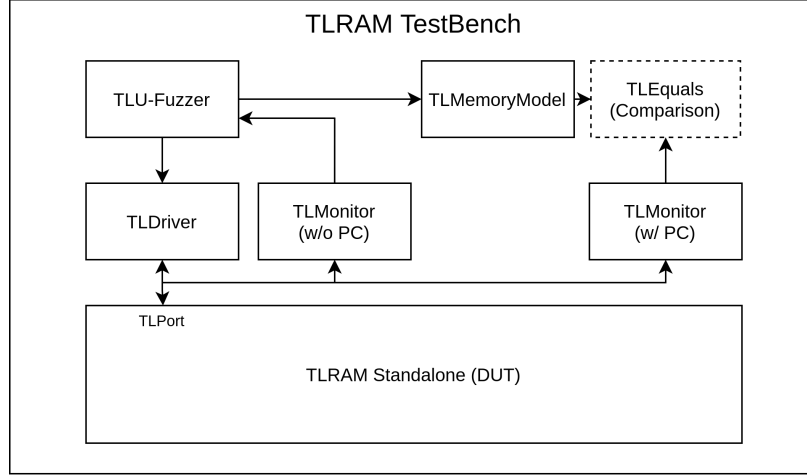 TLRAM TestBench
TLU-Fuzzer
TLMemoryModel
TLEquals
(Comparison)
TLDriver
TLMonitor
(w/o PC)
TLMonitor
(w/ PC)
TLPort
TLRAM Standalone (DUT)